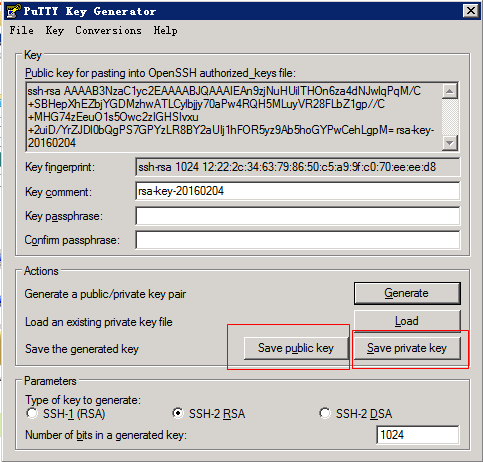 PuTTY Key Generator
File Key Conversions Help
Key
Public key for pasting into OpenSSH authorized_keys file:
ssh-rsa AAAAB3NzaC1yc2EAAAABJQAAAIEAn9zjNuHUilTHOn6za4dNJwlqPqM/C
+SBHepXhEZbjYGDMzhwATLCylbjjy70aPw4RQH5MLuyVR28FLbZ1gp//C
+MHG74zEeuO1s5Owc2zlGHSIvxu
+2uiD/YrZJDl0bQgPS7GPYzLR8BY2aUlj1hFOR5yz9Ab5hoGYPwCehLgpM= rsa-key-
20160204
Key fingerprint: ssh-rsa 1024 12:22:2c:34:63:79:86:50:c5:a9:9f:c0:70:ee:ee:d8
Key comment: rsa-key-20160204
Key passphrase:
Confirm passphrase:
Actions
Generate a public/private key pair Generate
Load an existing private key file Load
Save the generated key Save public key Save private key
Parameters
Type of key to generate:
SSH-1 (RSA) SSH-2 RSA SSH-2 DSA
Number of bits in a generated key: 1024